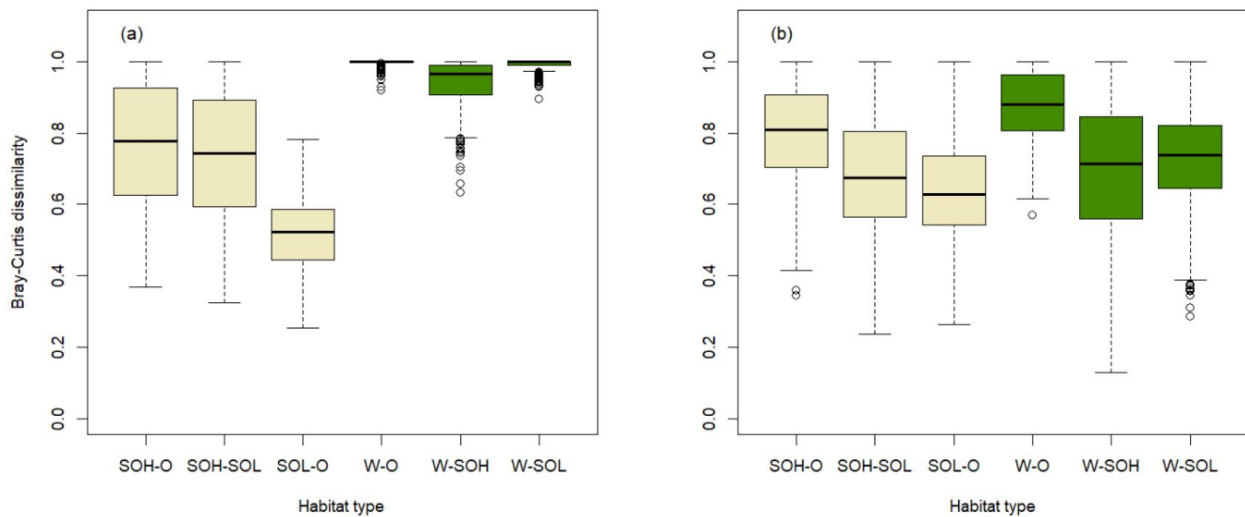 (a)
Bray-Curtis dissimilarity
1.0
0.8
0.6
0.4
0.2
0.0
SOH-O SOH-SOL SOL-O W-O W-SOH W-SOL
Habitat type
(b)
1.0
0.8
0.6
0.4
0.2
0.0
SOH-O SOH-SOL SOL-O W-O W-SOH W-SOL
Habitat type